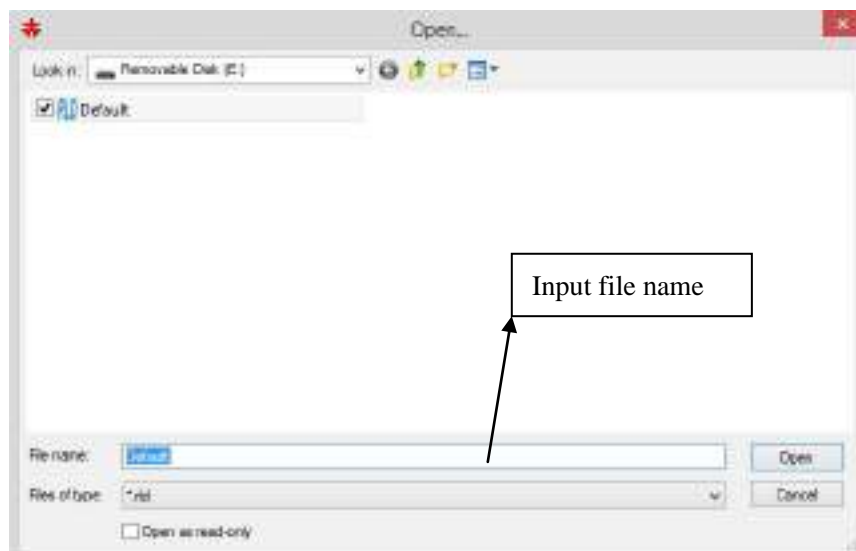 Open...
Look in: Removable Disk (E:)
Default
Input file name
File name: Default Open
Files of type: Cancel
Open as read-only